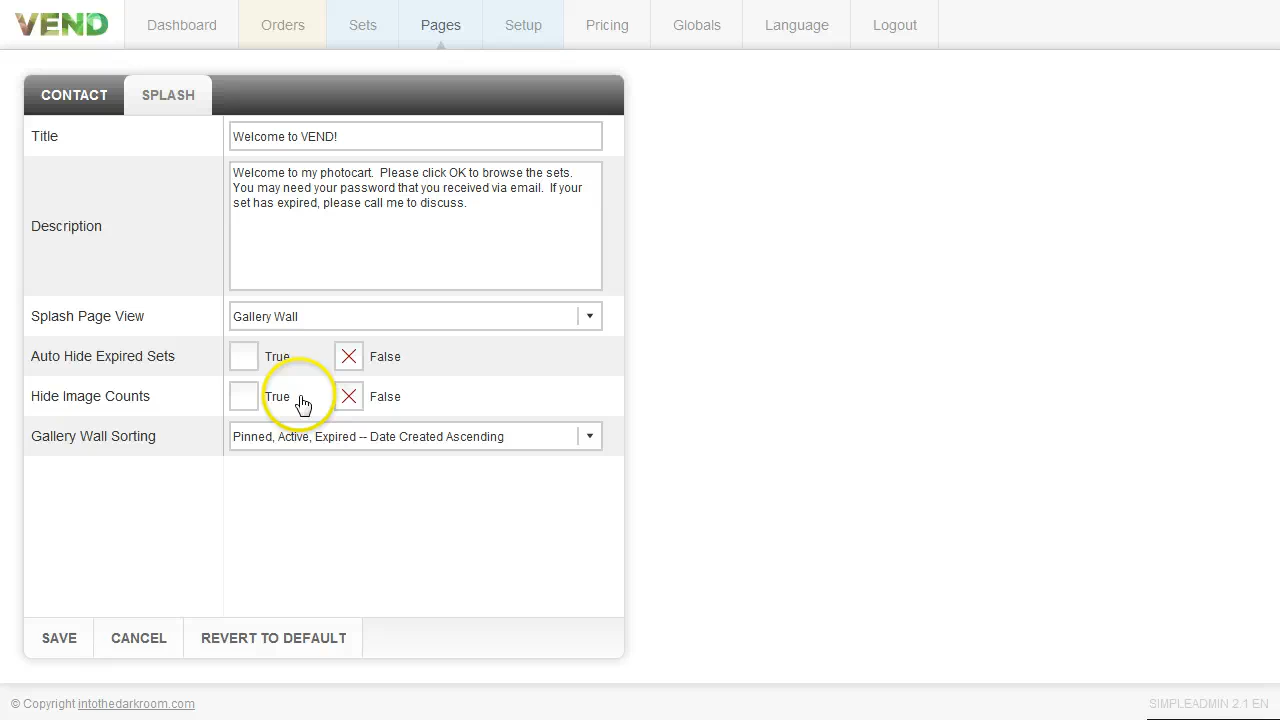 VEND Dashboard Orders Sets Pages Setup Pricing Globals Language Logout
CONTACT SPLASH
Title Welcome to VEND!
Description
Welcome to my photocart. Please click OK to browse the sets.
You may need your password that you received via email. If your
set has expired, please call me to discuss.
Splash Page View Gallery Wall
Auto Hide Expired Sets True False
Hide Image Counts True False
Gallery Wall Sorting Pinned, Active, Expired -- Date Created Ascending
SAVE CANCEL REVERT TO DEFAULT
© Copyright intothedarkroom.com SIMPLEADMIN 2.1 EN